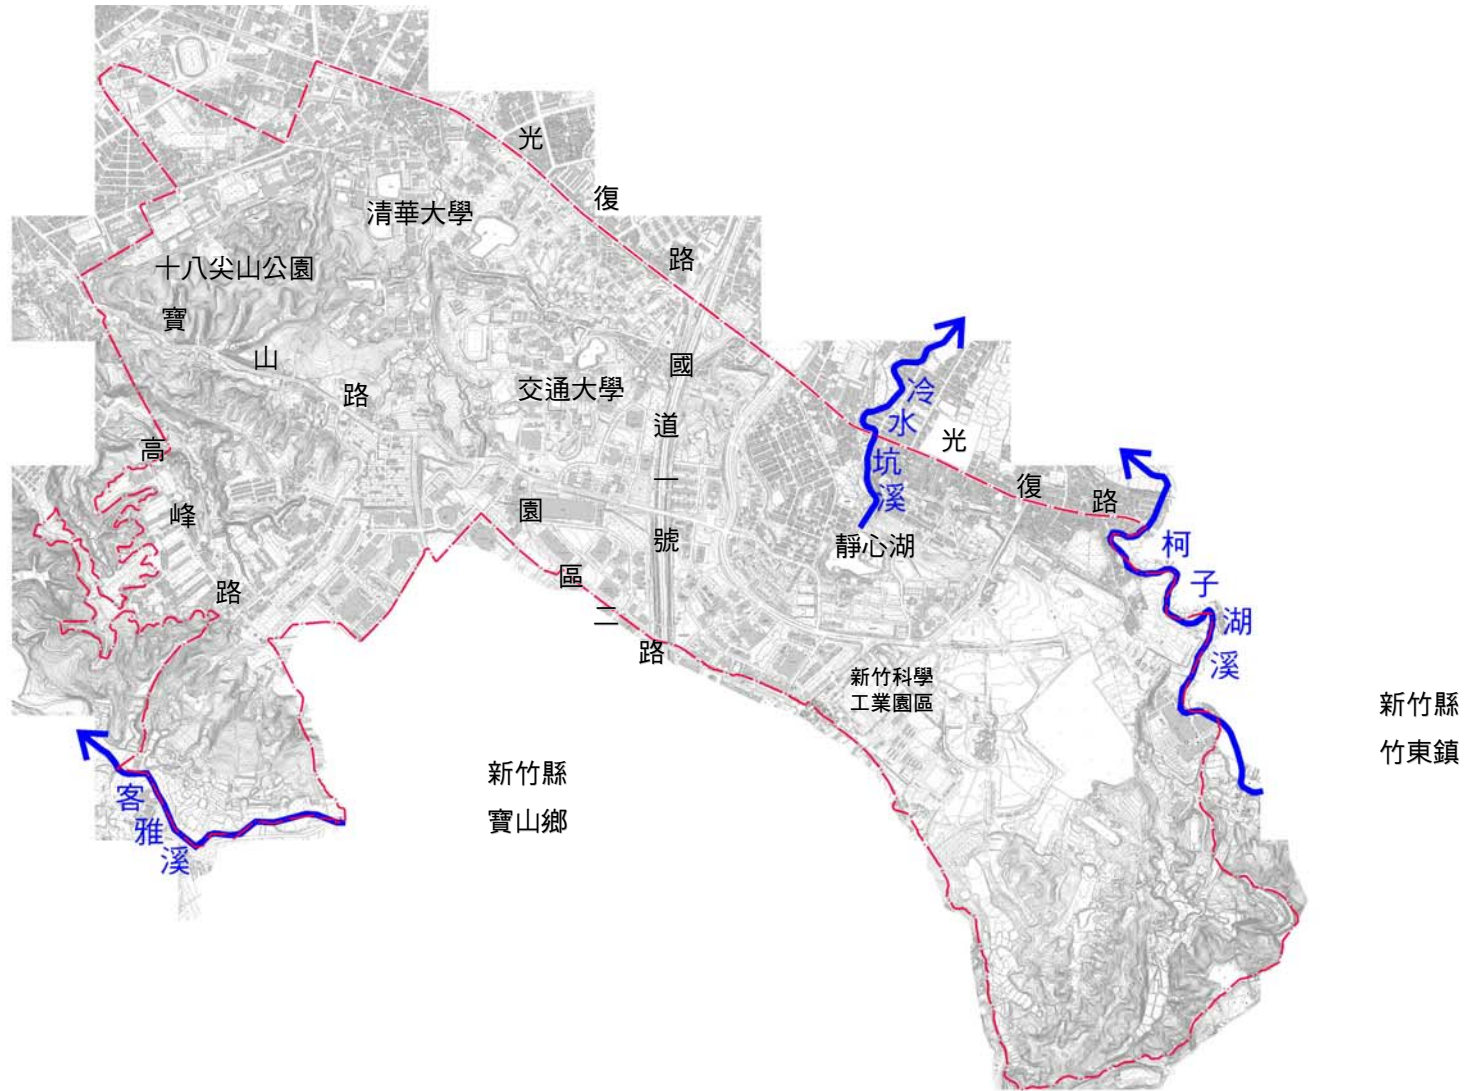 光復路
清華大學
十八尖山公園
寶山路
國道一號
交通大學
冷水坑溪
光復路
高峰路
園區二路
靜心湖
柯子湖溪
新竹科學
工業園區
新竹縣
竹東鎮
新竹縣
寶山鄉
客雅溪